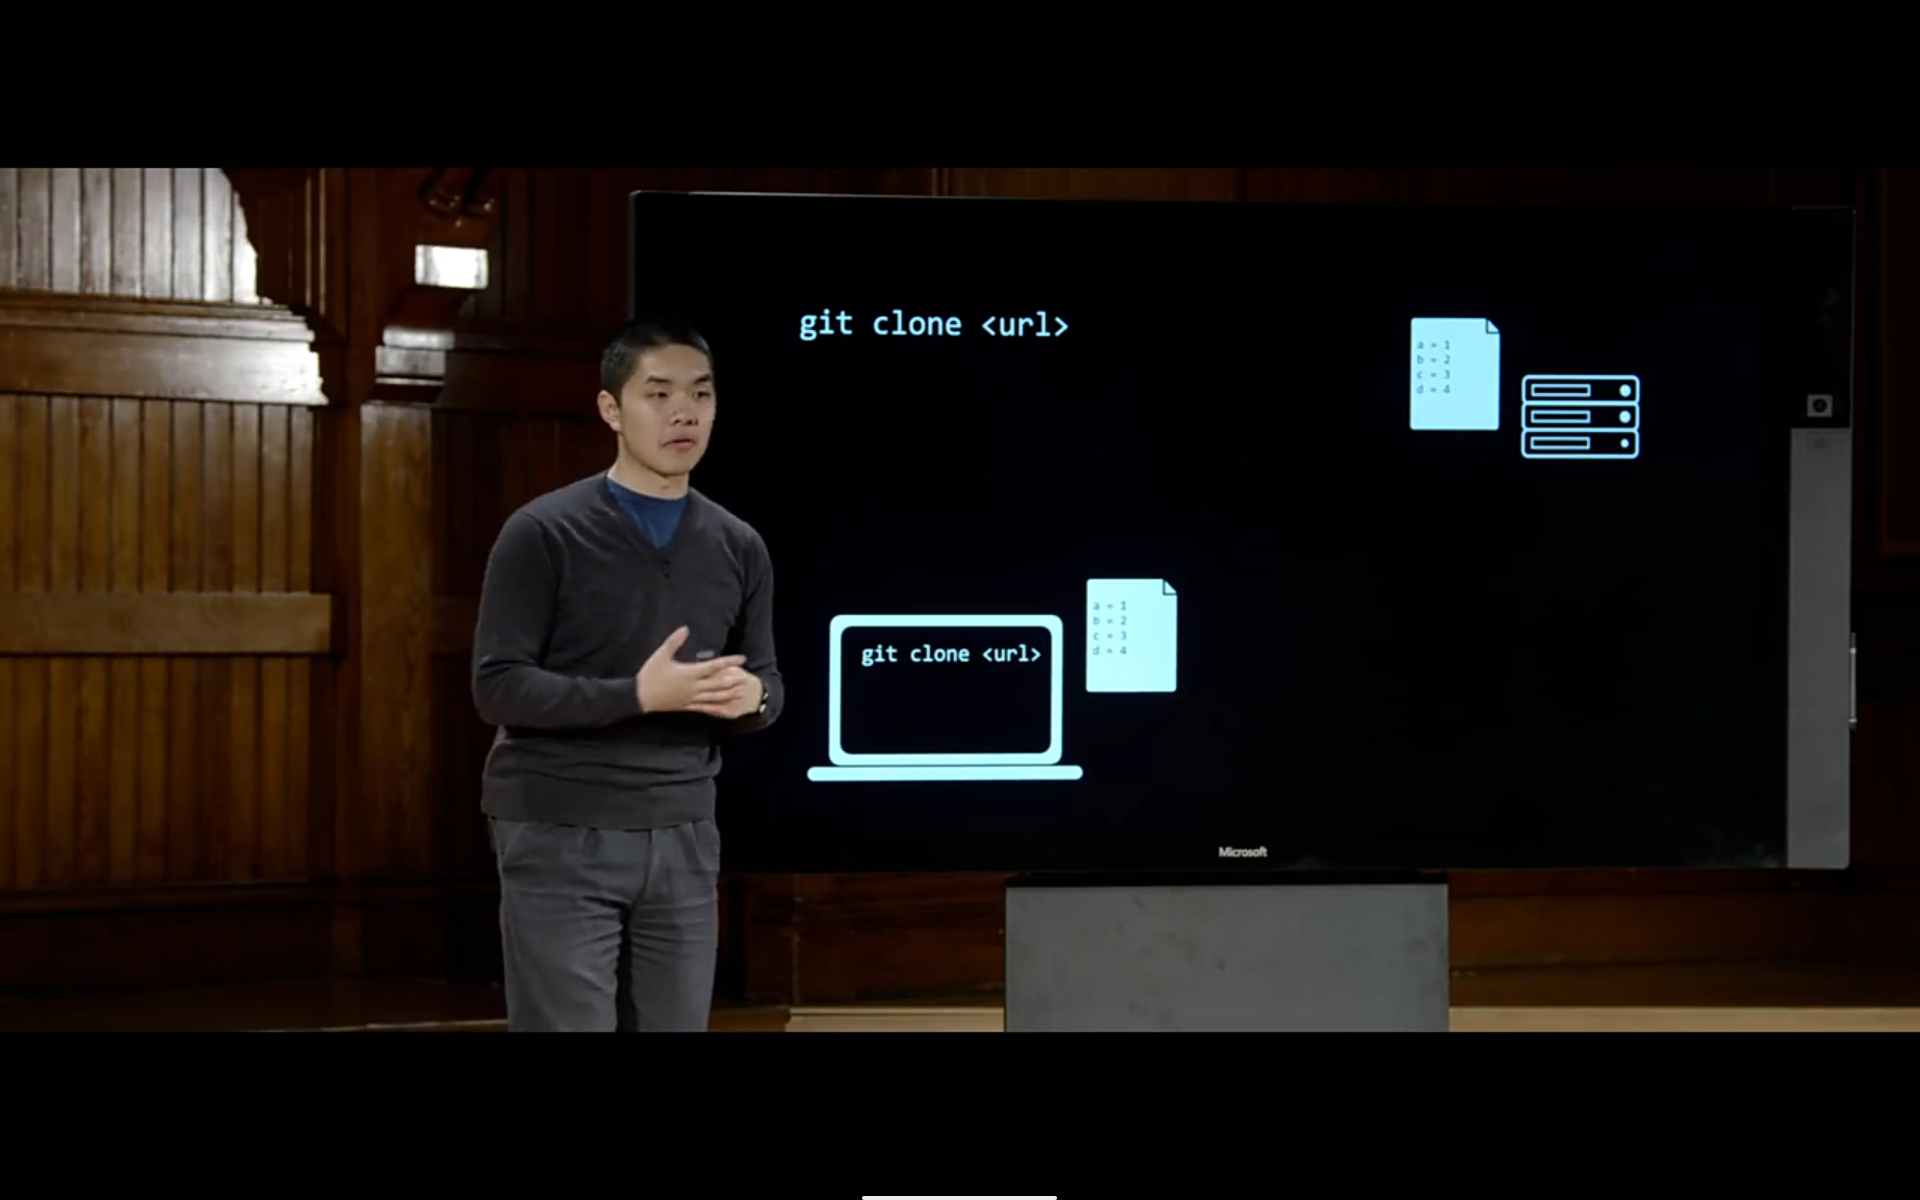 git clone <url>
a = 1
b = 2
c = 3
d = 4
git clone <url>
a = 1
b = 2
c = 3
d = 4
Microsoft